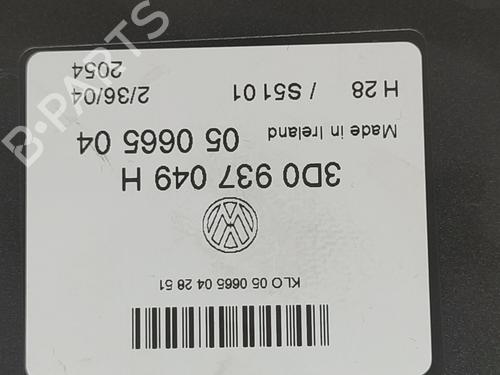 KLO 05 0665 04 28 51
3D0 937 049 H
Made in Ireland 05 0665 04
H 28 / S51 01 2/36/04
2054
B-PARTS